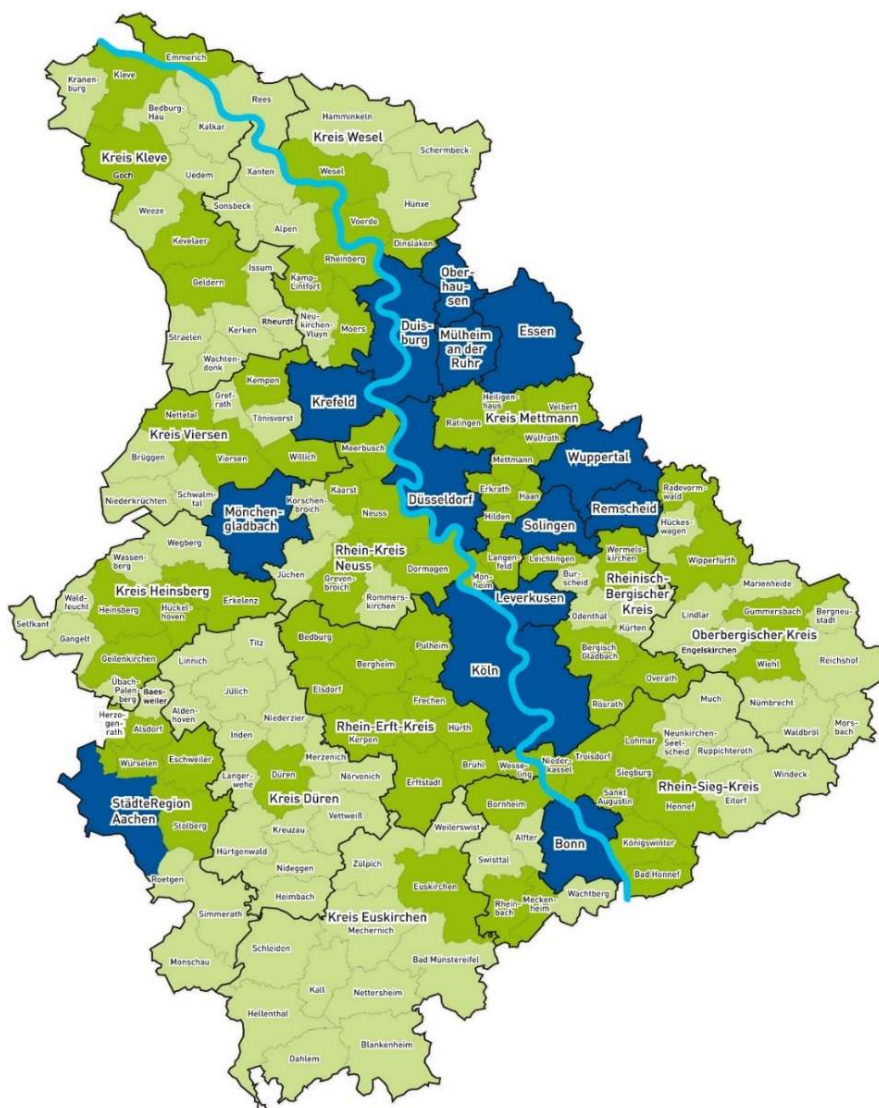 Emmerich
Kleve
Kranen-
burg
Rees
Bedburg-
Hau
Kalkar
Hamminkeln
Kreis Wesel
Schermbeck
Kreis Kleve
Goch
Uedem
Xanten
Wesel
Sonsbeck
Hünxe
Weeze
Alpen
Voerde
Kevelaer
Dinslaken
Rheinberg
Ober-
hau-
sen
Issum
Kamp-
Lintfort
Geldern
Rheurdt
Neu-
kirchen-
Vluyn
Moers
Duis-
burg
Mülheim
an der
Ruhr
Essen
Straelen
Kerken
Wachten-
donk
Kempen
Krefeld
Gref-
rath
Heiligen-
haus
Velbert
Nettetal
Tönisvorst
Kreis Mettmann
Ratingen
Kreis Viersen
Wülfrath
Meerbusch
Brüggen
Viersen
Willich
Mettmann
Wuppertal
Niederkrüchten
Schwalm-
tal
Mönchen-
gladbach
Korschen-
broich
Kaarst
Neuss
Düsseldorf
Erkrath
Haan
Hilden
Solingen
Remscheid
Radevorm-
wald
Hückes-
wagen
Wegberg
Wassen-
berg
Rhein-Kreis
Neuss
Jüchen
Greven-
broich
Dormagen
Langen-
feld
Leichlingen
Wermels-
kirchen
Wipperfürth
Mon-
heim
Bur-
scheid
Rheinisch-
Bergischer
Kreis
Marienheide
Kreis Heinsberg
Wald-
feucht
Heinsberg
Hückel-
hoven
Erkelenz
Rommers-
kirchen
Leverkusen
Odenthal
Kürten
Lindlar
Gummersbach
Bergneu-
stadt
Selfkant
Gangelt
Oberbergischer Kreis
Engelskirchen
Geilenkirchen
Linnich
Titz
Bedburg
Pulheim
Bergheim
Köln
Bergisch
Gladbach
Wiehl
Reichshof
Übach-
Palen-
berg
Baes-
weiler
Jülich
Elsdorf
Overath
Rösrath
Much
Nümbrecht
Herzo-
genrath
Alsdorf
Alden-
hoven
Niederzier
Frechen
Rhein-Erft-Kreis
Kerpen
Hürth
Lohmar
Neunkirchen-
Seel-
scheid
Ruppichteroth
Waldbröl
Mors-
bach
Inden
Merzenich
Würselen
Eschweiler
Langer-
wehe
Düren
Nörvenich
Brühl
Wesse-
ling
Nieder-
kassel
Troisdorf
Siegburg
Windeck
Kreis Düren
Erftstadt
Rhein-Sieg-Kreis
Sankt
Augustin
Hennef
Eitorf
StädteRegion
Aachen
Stolberg
Kreuzau
Vettweiß
Weilerswist
Bornheim
Alfter
Bonn
Hürtgenwald
Königswinter
Zülpich
Swisttal
Nideggen
Bad Honnef
Roetgen
Heimbach
Euskirchen
Rhein-
bach
Mecken-
heim
Wachtberg
Simmerath
Kreis Euskirchen
Mechernich
Schleiden
Bad Münstereifel
Monschau
Kall
Nettersheim
Hellenthal
Blankenheim
Dahlem